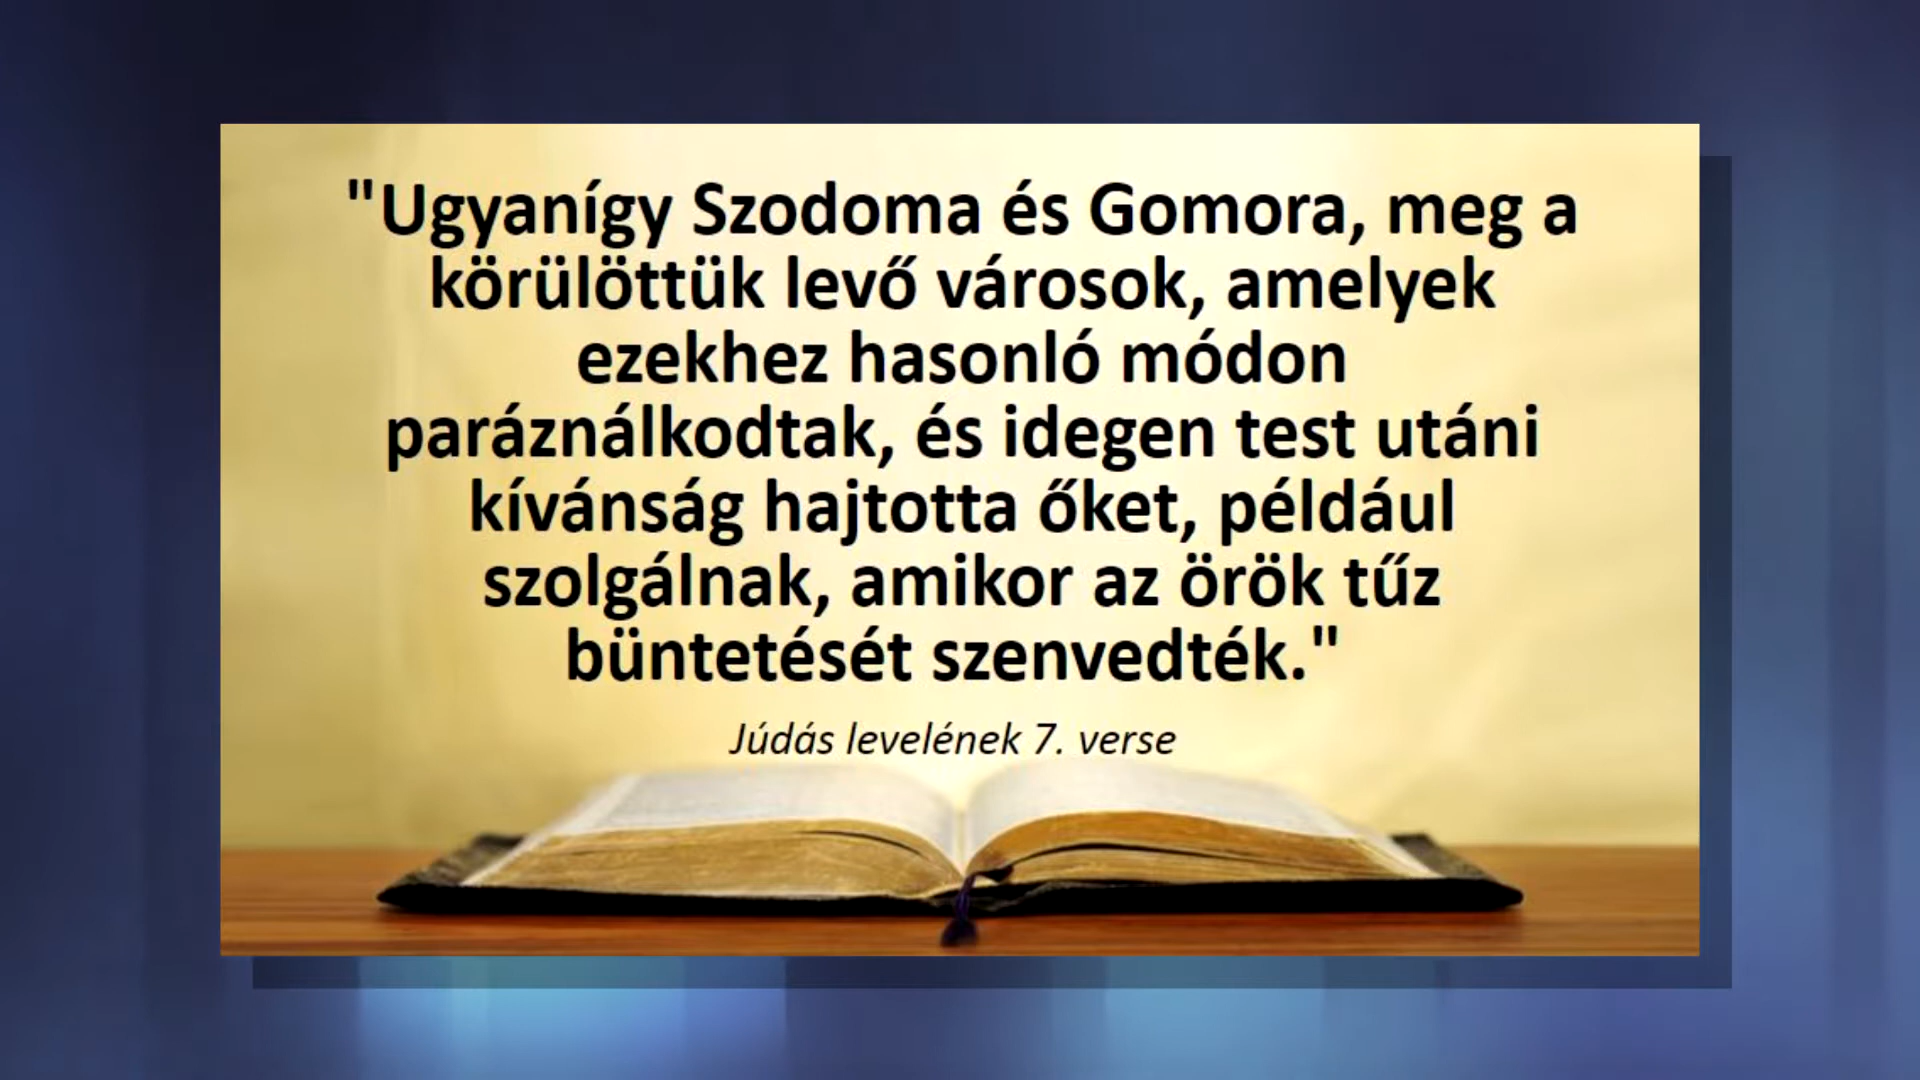 "Ugyanígy Szodoma és Gomora, meg a
körülöttük levő városok, amelyek
ezekhez hasonló módon
paráználkodtak, és idegen test utáni
kívánság hajtotta őket, például
szolgálnak, amikor az örök tűz
büntetését szenvedték."
Júdás levelének 7. verse